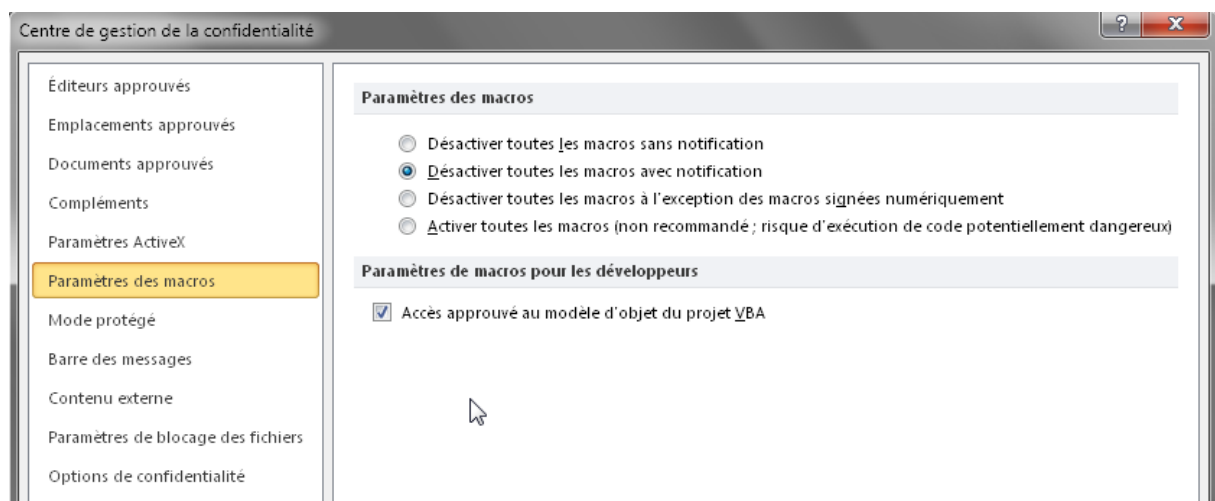 Centre de gestion de la confidentialité
Éditeurs approuvés
Emplacements approuvés
Documents approuvés
Compléments
Paramètres ActiveX
Paramètres des macros
Mode protégé
Barre des messages
Contenu externe
Paramètres de blocage des fichiers
Options de confidentialité
Paramètres des macros
Désactiver toutes les macros sans notification
Désactiver toutes les macros avec notification
Désactiver toutes les macros à l'exception des macros signées numériquement
Activer toutes les macros (non recommandé ; risque d'exécution de code potentiellement dangereux)
Paramètres de macros pour les développeurs
Accès approuvé au modèle d'objet du projet VBA